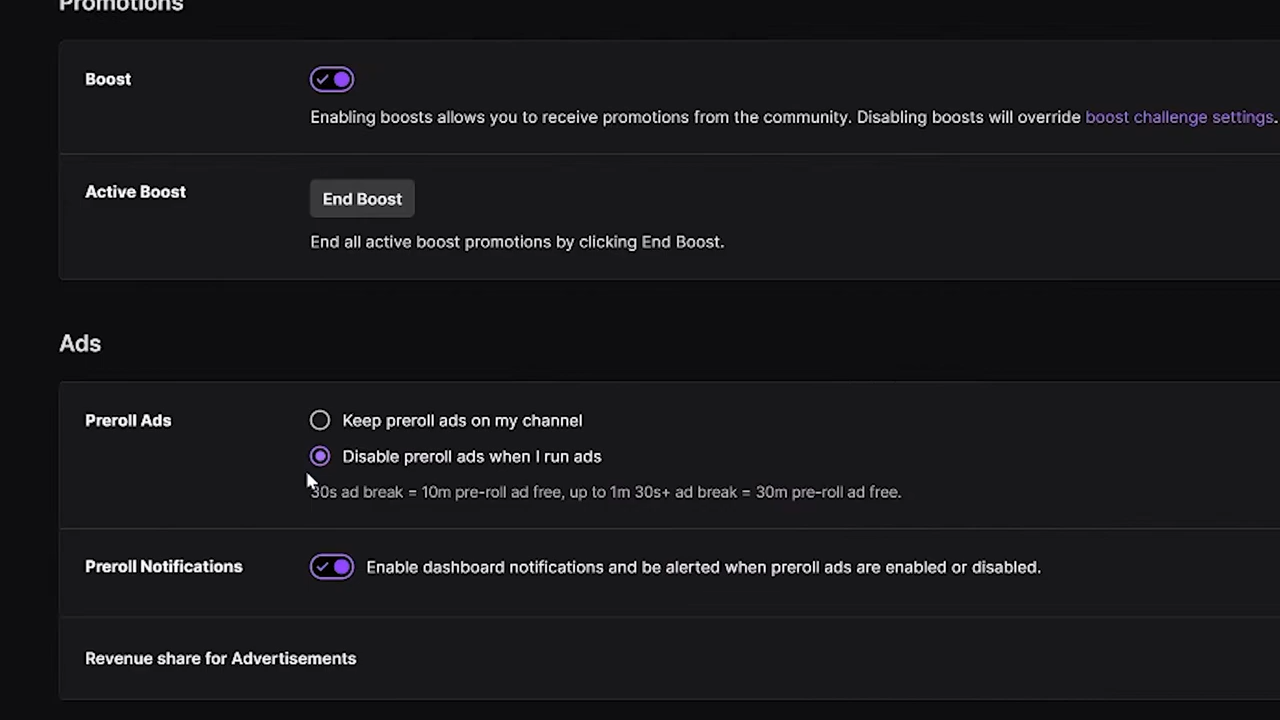 Promotions
Boost
Enabling boosts allows you to receive promotions from the community. Disabling boosts will override boost challenge settings.
Active Boost
End Boost
End all active boost promotions by clicking End Boost.
Ads
Preroll Ads
Keep preroll ads on my channel
Disable preroll ads when I run ads
30s ad break = 10m pre-roll ad free, up to 1m 30s+ ad break = 30m pre-roll ad free.
Preroll Notifications
Enable dashboard notifications and be alerted when preroll ads are enabled or disabled.
Revenue share for Advertisements